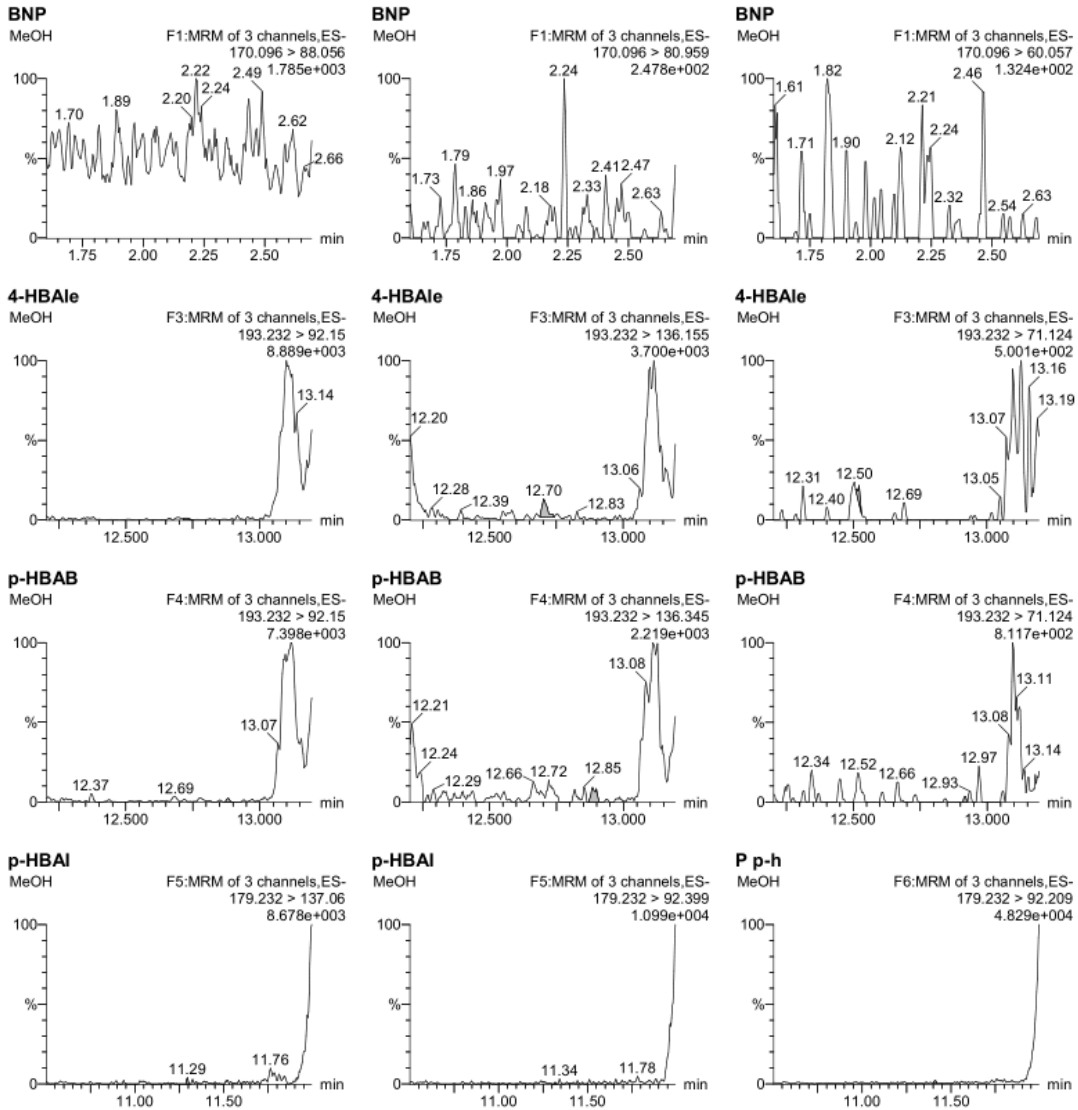 BNP
MeOH
F1:MRM of 3 channels,ES-
170.096 > 88.056
1.785e+003
100
%
0
1.70
1.89
2.20
2.22
2.24
2.49
2.62
2.66
1.75
2.00
2.25
2.50
min
BNP
MeOH
F1:MRM of 3 channels,ES-
170.096 > 80.959
2.478e+002
100
%
0
1.73
1.79
1.86
1.97
2.18
2.24
2.33
2.41
2.47
2.63
1.75
2.00
2.25
2.50
min
BNP
MeOH
F1:MRM of 3 channels,ES-
170.096 > 60.057
1.324e+002
100
%
0
1.61
1.71
1.82
1.90
2.12
2.21
2.24
2.32
2.46
2.54
2.63
1.75
2.00
2.25
2.50
min
4-HBAIe
MeOH
F3:MRM of 3 channels,ES-
193.232 > 92.15
8.889e+003
100
%
0
13.14
12.500
13.000
min
4-HBAIe
MeOH
F3:MRM of 3 channels,ES-
193.232 > 136.155
3.700e+003
100
%
0
12.20
12.28
12.39
12.70
12.83
13.06
12.500
13.000
min
4-HBAIe
MeOH
F3:MRM of 3 channels,ES-
193.232 > 71.124
5.001e+002
100
%
0
12.31
12.40
12.50
12.69
13.05
13.07
13.16
13.19
12.500
13.000
min
p-HBAB
MeOH
F4:MRM of 3 channels,ES-
193.232 > 92.15
7.398e+003
100
%
0
12.37
12.69
13.07
12.500
13.000
min
p-HBAB
MeOH
F4:MRM of 3 channels,ES-
193.232 > 136.345
2.219e+003
100
%
0
12.21
12.24
12.29
12.66
12.72
12.85
13.08
12.500
13.000
min
p-HBAB
MeOH
F4:MRM of 3 channels,ES-
193.232 > 71.124
8.117e+002
100
%
0
12.34
12.52
12.66
12.93
12.97
13.08
13.11
13.14
12.500
13.000
min
p-HBAI
MeOH
F5:MRM of 3 channels,ES-
179.232 > 137.06
8.678e+003
100
%
0
11.29
11.76
11.00
11.50
min
p-HBAI
MeOH
F5:MRM of 3 channels,ES-
179.232 > 92.399
1.099e+004
100
%
0
11.34
11.78
11.00
11.50
min
P p-h
MeOH
F6:MRM of 3 channels,ES-
179.232 > 92.209
4.829e+004
100
%
0
11.00
11.50
min